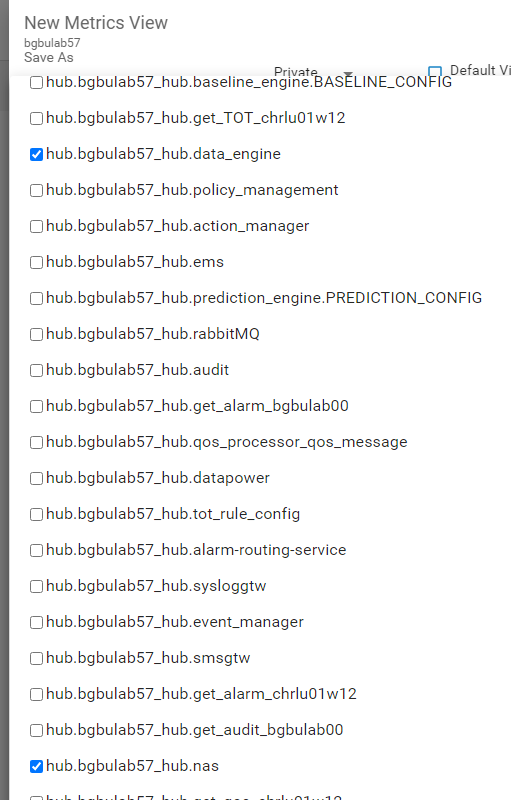 New Metrics View
bgbulab57
Save As
Private
Default Vi
hub.bgbulab57_hub.baseline_engine.BASELINE_CONFIG
hub.bgbulab57_hub.get_TOT_chrlu01w12
hub.bgbulab57_hub.data_engine
hub.bgbulab57_hub.policy_management
hub.bgbulab57_hub.action_manager
hub.bgbulab57_hub.ems
hub.bgbulab57_hub.prediction_engine.PREDICTION_CONFIG
hub.bgbulab57_hub.rabbitMQ
hub.bgbulab57_hub.audit
hub.bgbulab57_hub.get_alarm_bgbulab00
hub.bgbulab57_hub.qos_processor_qos_message
hub.bgbulab57_hub.datapower
hub.bgbulab57_hub.tot_rule_config
hub.bgbulab57_hub.alarm-routing-service
hub.bgbulab57_hub.sysloggtw
hub.bgbulab57_hub.event_manager
hub.bgbulab57_hub.smsgtw
hub.bgbulab57_hub.get_alarm_chrlu01w12
hub.bgbulab57_hub.get_audit_bgbulab00
hub.bgbulab57_hub.nas
hub.bgbulab57_hub.get_qos_chrlu01w12